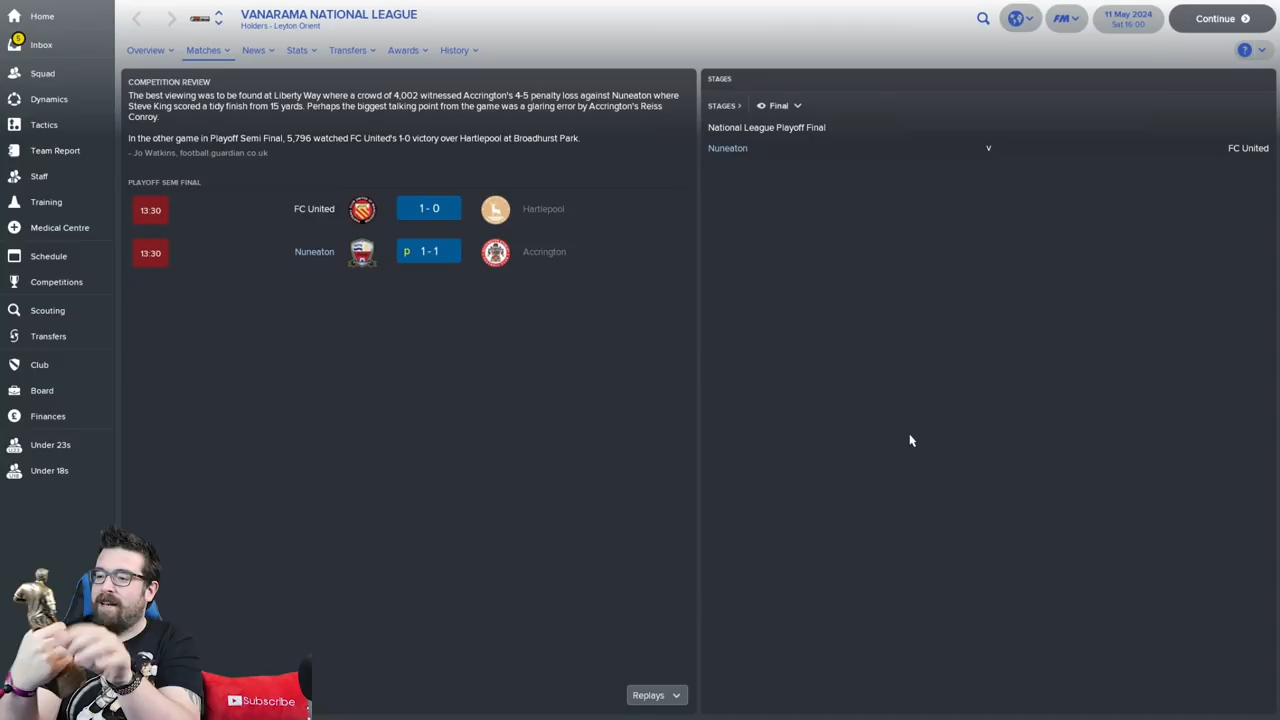 Home
5
Inbox
Squad
Dynamics
Tactics
Team Report
Staff
Training
Medical Centre
Schedule
Competitions
Scouting
Transfers
Club
Board
Finances
Under 23s
Under 18s
VANARAMA NATIONAL LEAGUE
Holders - Leyton Orient
FM
11 May 2024
Sat 16:00
Continue
Overview
Matches
News
Stats
Transfers
Awards
History
?
COMPETITION REVIEW
The best viewing was to be found at Liberty Way where a crowd of 4,002 witnessed Accrington's 4-5 penalty loss against Nuneaton where
Steve King scored a tidy finish from 15 yards. Perhaps the biggest talking point from the game was a glaring error by Accrington's Reiss
Conroy.
In the other game in Playoff Semi Final, 5,796 watched FC United's 1-0 victory over Hartlepool at Broadhurst Park.
- Jo Watkins, football.guardian.co.uk
PLAYOFF SEMI FINAL
13:30 FC United 1 - 0 Hartlepool
13:30 Nuneaton p 1 - 1 Accrington
Replays
STAGES
STAGES > Final
National League Playoff Final
Nuneaton v FC United
Subscribe